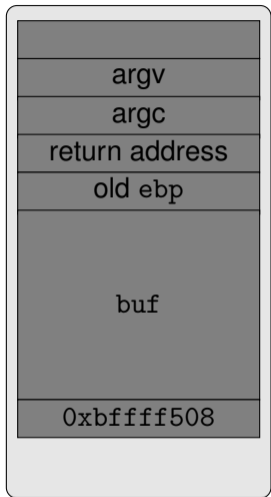 argv
argc
return address
old ebp
buf
0xbffff508